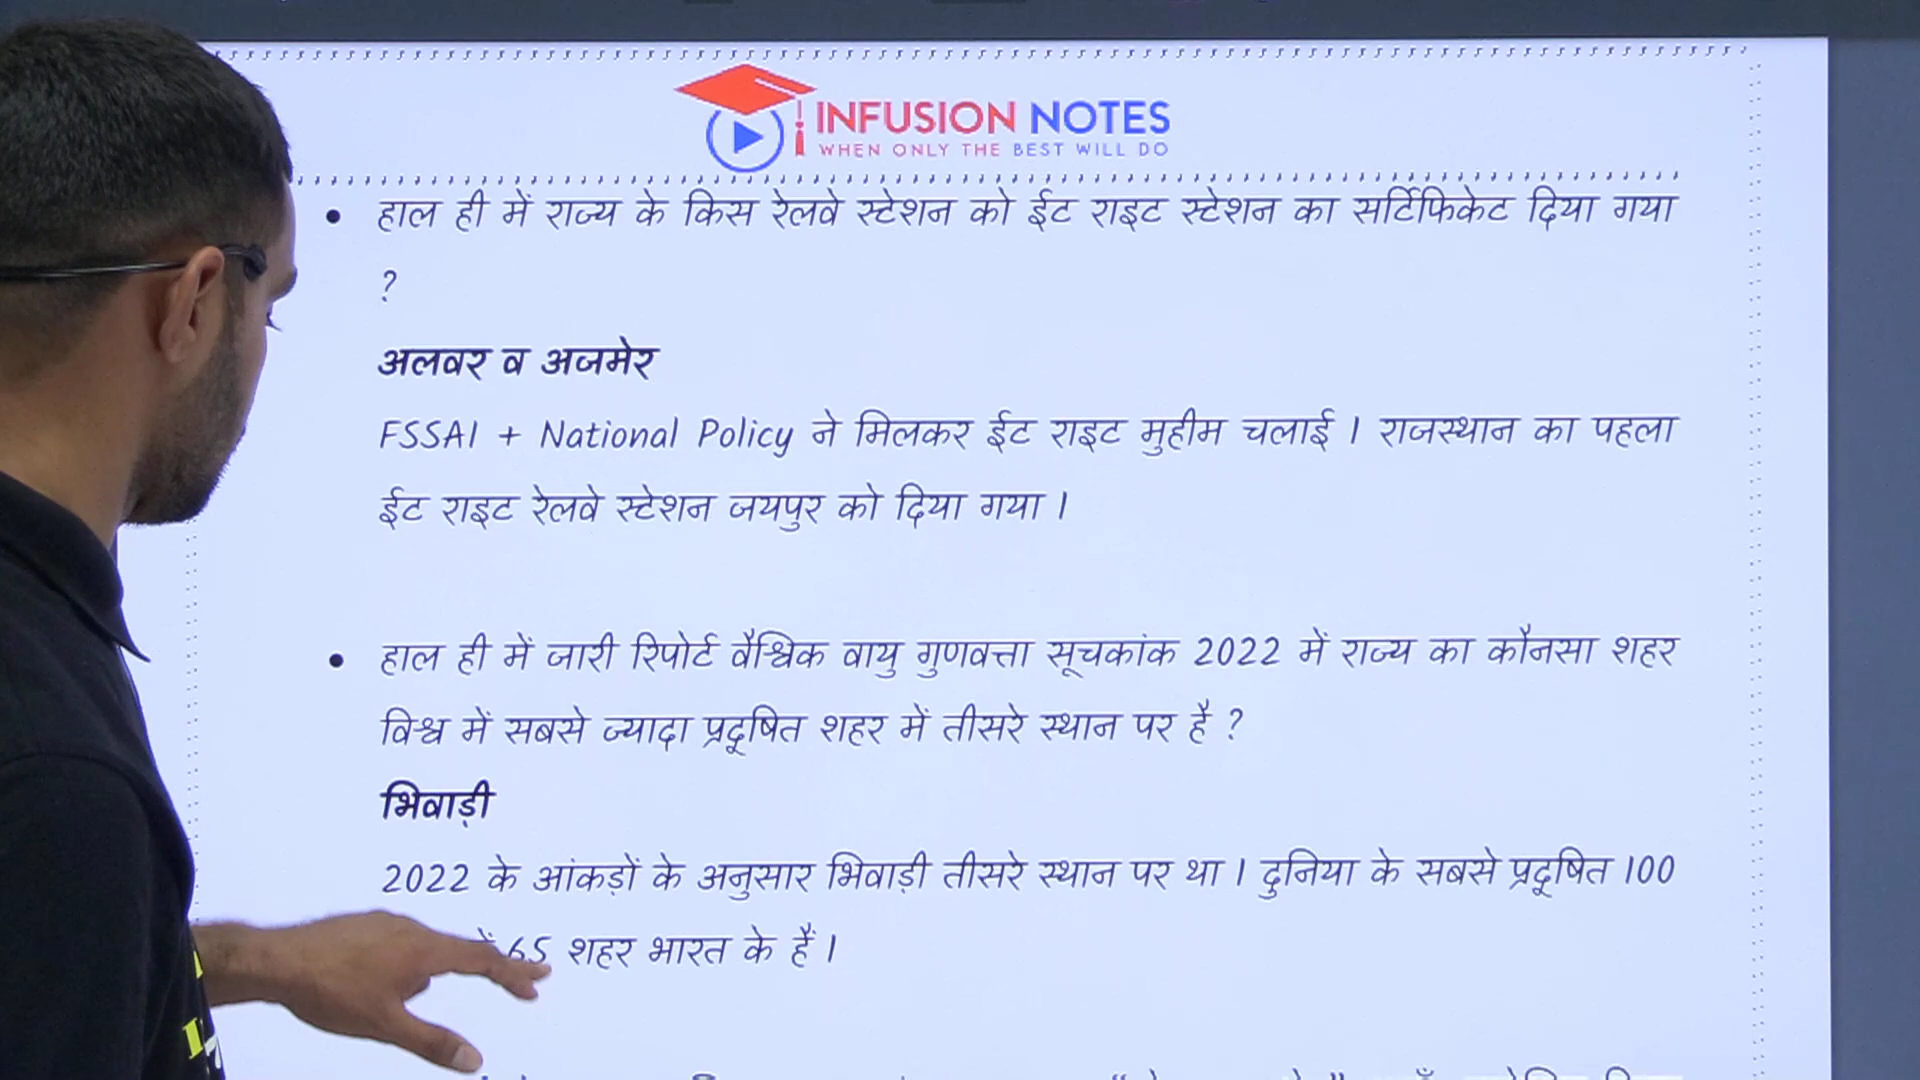 INFUSION NOTES
WHEN ONLY THE BEST WILL DO
• हाल ही में राज्य के किस रेलवे स्टेशन को ईट राइट स्टेशन का सर्टिफिकेट दिया गया
?
अलवर व अजमेर
FSSAI + National Policy ने मिलकर ईट राइट मुहीम चलाई । राजस्थान का पहला
ईट राइट रेलवे स्टेशन जयपुर को दिया गया ।
• हाल ही में जारी रिपोर्ट वैश्विक वायु गुणवत्ता सूचकांक 2022 में राज्य का कौनसा शहर
विश्व में सबसे ज्यादा प्रदूषित शहर में तीसरे स्थान पर है ?
भिवाड़ी
2022 के आंकड़ों के अनुसार भिवाड़ी तीसरे स्थान पर था । दुनिया के सबसे प्रदूषित 100
65 शहर भारत के हैं ।